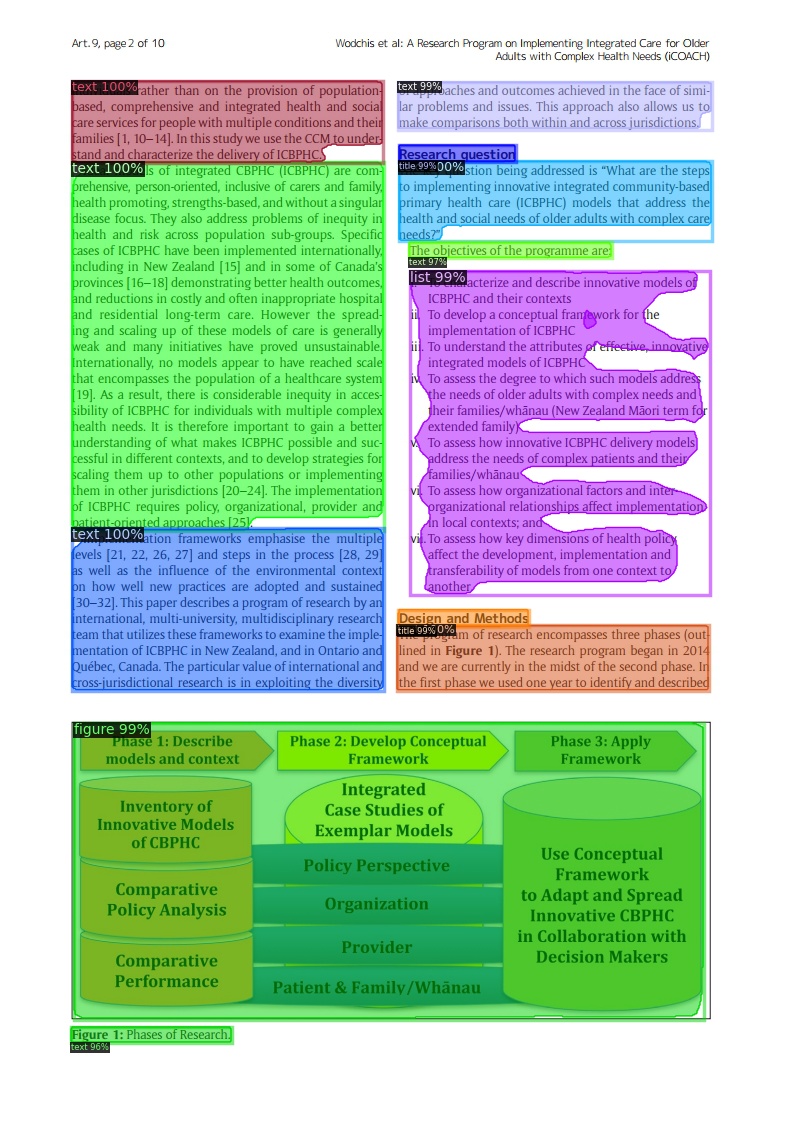 Art. 9, page 2 of 10
Wodchis et al: A Research Program on Implementing Integrated Care for Older
Adults with Complex Health Needs (iCOACH)
text 100%
rather than on the provision of population-
based, comprehensive and integrated health and social
care services for people with multiple conditions and their
families [1, 10–14]. In this study we use the CCM to under-
stand and characterize the delivery of ICBPHC.
text 100%
of integrated CBPHC (ICBPHC) are com-
prehensive, person-oriented, inclusive of carers and family,
health promoting, strengths-based, and without a singular
disease focus. They also address problems of inequity in
health and risk across population sub-groups. Specific
cases of ICBPHC have been implemented internationally,
including in New Zealand [15] and in some of Canada's
provinces [16–18] demonstrating better health outcomes,
and reductions in costly and often inappropriate hospital
and residential long-term care. However the spread-
ing and scaling up of these models of care is generally
weak and many initiatives have proved unsustainable.
Internationally, no models appear to have reached scale
that encompasses the population of a healthcare system
[19]. As a result, there is considerable inequity in acces-
sibility of ICBPHC for individuals with multiple complex
health needs. It is therefore important to gain a better
understanding of what makes ICBPHC possible and suc-
cessful in different contexts, and to develop strategies for
scaling them up to other populations or implementing
them in other jurisdictions [20–24]. The implementation
of ICBPHC requires policy, organizational, provider and
patient-oriented approaches [25].
text 100%
frameworks emphasise the multiple
levels [21, 22, 26, 27] and steps in the process [28, 29]
as well as the influence of the environmental context
on how well new practices are adopted and sustained
[30–32]. This paper describes a program of research by an
international, multi-university, multidisciplinary research
team that utilizes these frameworks to examine the imple-
mentation of ICBPHC in New Zealand, and in Ontario and
Québec, Canada. The particular value of international and
cross-jurisdictional research is in exploiting the diversity
text 99%
of approaches and outcomes achieved in the face of simi-
lar problems and issues. This approach also allows us to
make comparisons both within and across jurisdictions.
Research question
title 99%
question being addressed is “What are the steps
to implementing innovative integrated community-based
primary health care (ICBPHC) models that address the
health and social needs of older adults with complex care
needs?”
The objectives of the programme are:
text 97%
list 99%
To characterize and describe innovative models of
ICBPHC and their contexts
ii. To develop a conceptual framework for the
implementation of ICBPHC
iii. To understand the attributes of effective, innovative
integrated models of ICBPHC
iv. To assess the degree to which such models address
the needs of older adults with complex needs and
their families/whānau (New Zealand Māori term for
extended family)
v. To assess how innovative ICBPHC delivery models
address the needs of complex patients and their
families/whānau
vi. To assess how organizational factors and inter-
organizational relationships affect implementation
in local contexts; and
vii. To assess how key dimensions of health policy
affect the development, implementation and
transferability of models from one context to
another
Design and Methods
title 99%
program of research encompasses three phases (out-
lined in Figure 1). The research program began in 2014
and we are currently in the midst of the second phase. In
the first phase we used one year to identify and described
figure 99%
Phase 1: Describe
models and context
Phase 2: Develop Conceptual
Framework
Phase 3: Apply
Framework
Inventory of
Innovative Models
of CBPHC
Comparative
Policy Analysis
Comparative
Performance
Integrated
Case Studies of
Exemplar Models
Policy Perspective
Organization
Provider
Patient & Family/Whānau
Use Conceptual
Framework
to Adapt and Spread
Innovative CBPHC
in Collaboration with
Decision Makers
Figure 1: Phases of Research.
text 96%